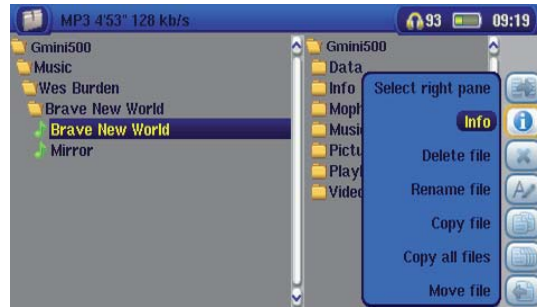 MP3 4'53" 128 kb/s
93
09:19
Gmini500
Music
Wes Burden
Brave New World
Brave New World
Mirror
Gmini500
Data
Info
Moph
Music
Pictu
Playl
Video
Select right pane
Info
Delete file
Rename file
Copy file
Copy all files
Move file